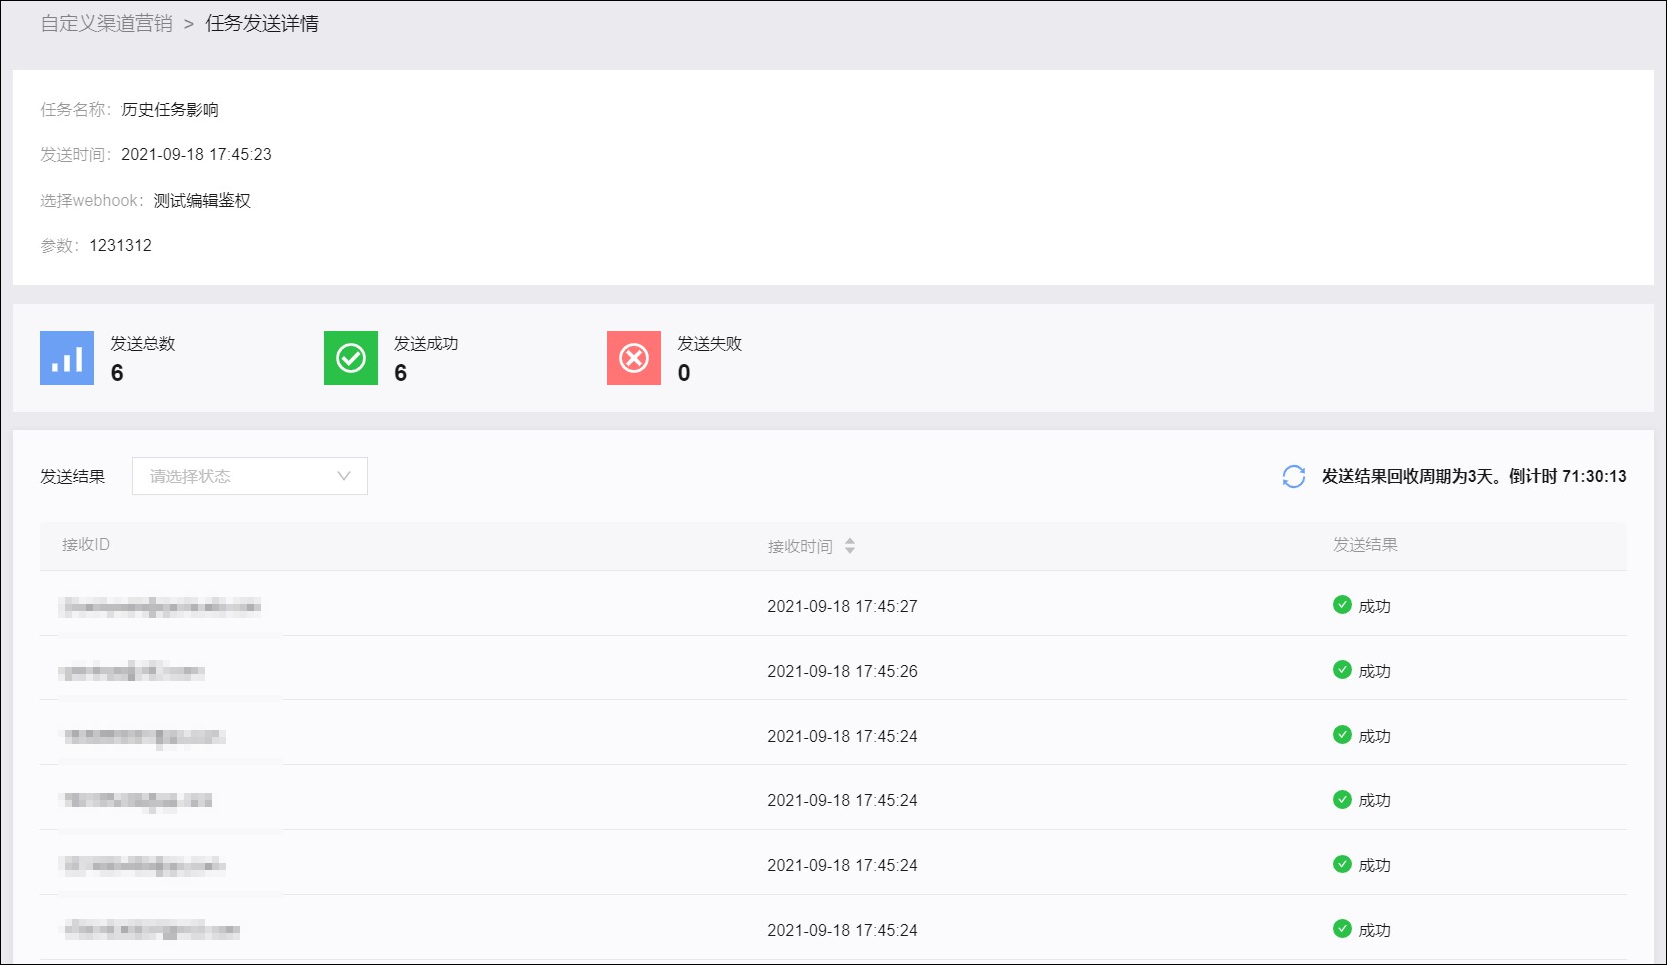 自定义渠道营销 > 任务发送详情
任务名称：历史任务影响
发送时间：2021-09-18 17:45:23
选择webhook：测试编辑鉴权
参数：1231312
发送总数
6
发送成功
6
发送失败
0
发送结果 请选择状态 发送结果回收周期为3天。倒计时 71:30:13
接收ID 接收时间 发送结果
2021-09-18 17:45:27 成功
2021-09-18 17:45:26 成功
2021-09-18 17:45:24 成功
2021-09-18 17:45:24 成功
2021-09-18 17:45:24 成功
2021-09-18 17:45:24 成功